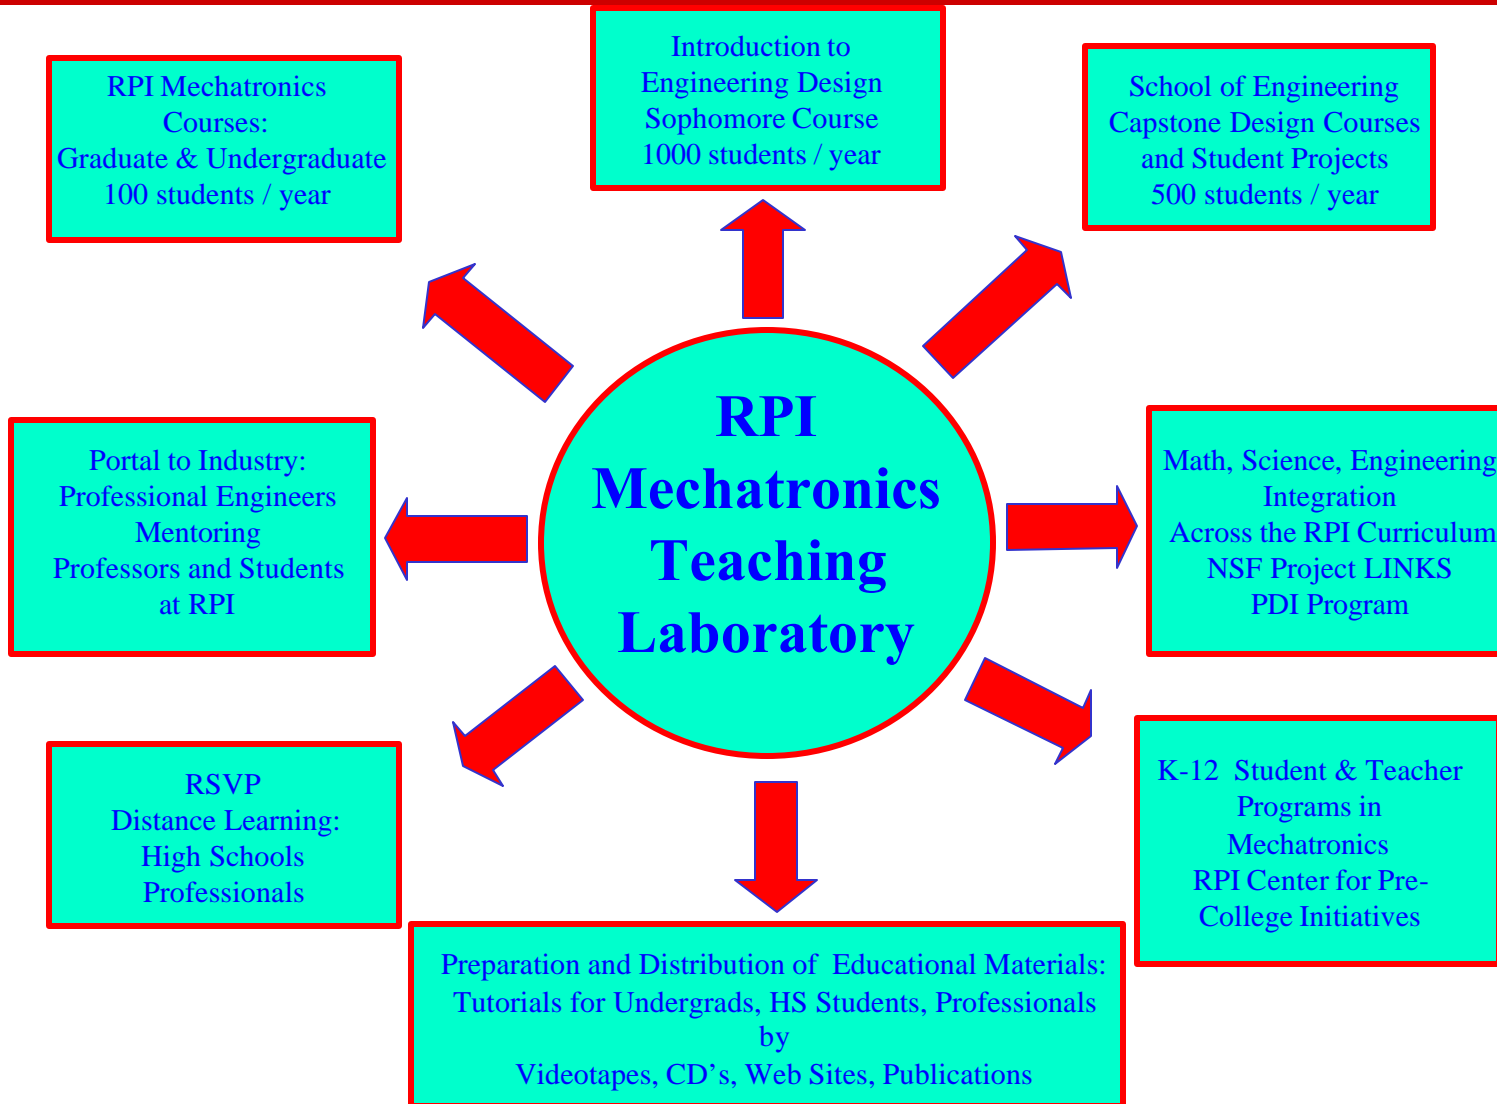 RPI Mechatronics
Courses:
Graduate & Undergraduate
100 students / year
Introduction to
Engineering Design
Sophomore Course
1000 students / year
School of Engineering
Capstone Design Courses
and Student Projects
500 students / year
RPI
Mechatronics
Teaching
Laboratory
Portal to Industry:
Professional Engineers
Mentoring
Professors and Students
at RPI
Math, Science, Engineering
Integration
Across the RPI Curriculum
NSF Project LINKS
PDI Program
RSVP
Distance Learning:
High Schools
Professionals
K-12 Student & Teacher
Programs in
Mechatronics
RPI Center for Pre-
College Initiatives
Preparation and Distribution of Educational Materials:
Tutorials for Undergrads, HS Students, Professionals
by
Videotapes, CD’s, Web Sites, Publications